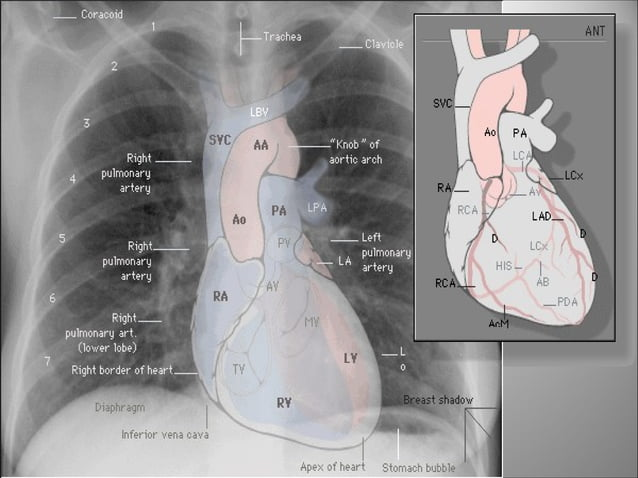 Coracoid
1
Trachea
Clavicle
2
LBV
3
SVC
AA
"Knob" of
aortic arch
Right
pulmonary
artery
4
Ao
PA
LPA
5
Right
pulmonary
artery
PV
Left
pulmonary
artery
LA
AV
6
RA
Right
pulmonary art.
(lower lobe)
MV
7
Right border of heart
TV
LV
L
o
RV
Diaphragm
Breast shadow
Inferior vena cava
Apex of heart
Stomach bubble
ANT
SVC
Ao
PA
LCA
LCx
RA
AV
RCA
LAD
D
LCx
D
HIS
D
RCA
AB
PDA
AcM